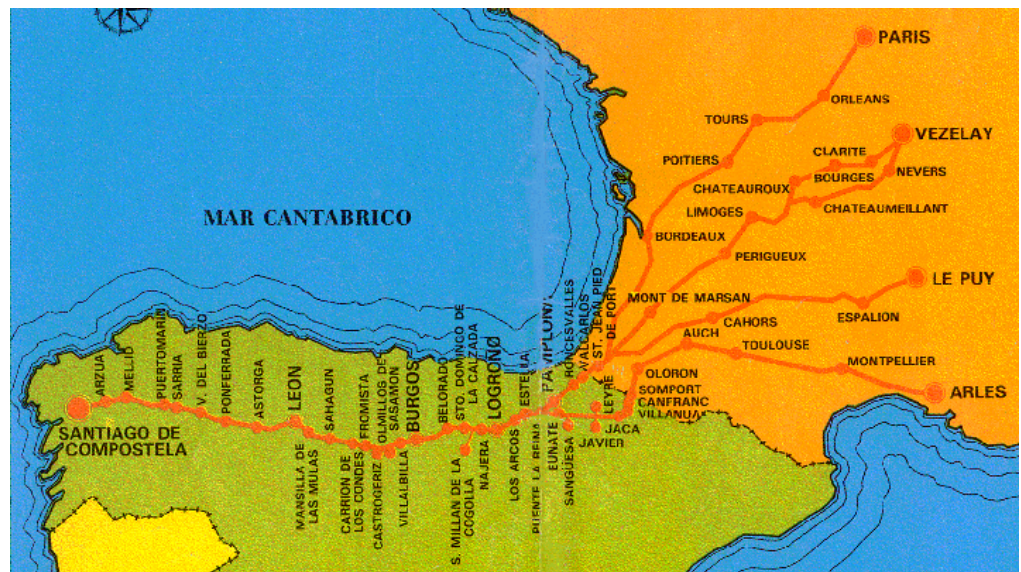 PARIS
ORLEANS
TOURS
VEZELAY
CLARITE
POITIERS
BOURGES
NEVERS
CHATEAUROUX
CHATEAUMEILLANT
LIMOGES
MAR CANTABRICO
BORDEAUX
PERIGUEUX
LE PUY
MONT DE MARSAN
ESPALION
CAHORS
AUCH
TOULOUSE
MONTPELLIER
ARLES
OLORON
SOMPORT
CANFRANC
VILLANUA
JACA
JAVIER
LEYRE
SANGUESA
ST. JEAN PIED
DE PORT
VALCARLOS
RONCESVALLES
PAMPLONA
EUNATE
PUENTE LA REINA
ESTELLA
LOS ARCOS
LOGROÑO
NAJERA
STO. DOMINGO DE
LA CALZADA
S. MILLAN DE LA
COGOLLA
BELORADO
BURGOS
VILLALBILLA
OLMILLOS DE
SASAMON
CASTROGERIZ
FROMISTA
CARRION DE
LOS CONDES
SAHAGUN
MANSILLA DE
LAS MULAS
LEON
ASTORGA
PONFERRADA
V. DEL BIERZO
SARRIA
PUERTOMARIN
MELLID
ARZUA
SANTIAGO DE
COMPOSTELA